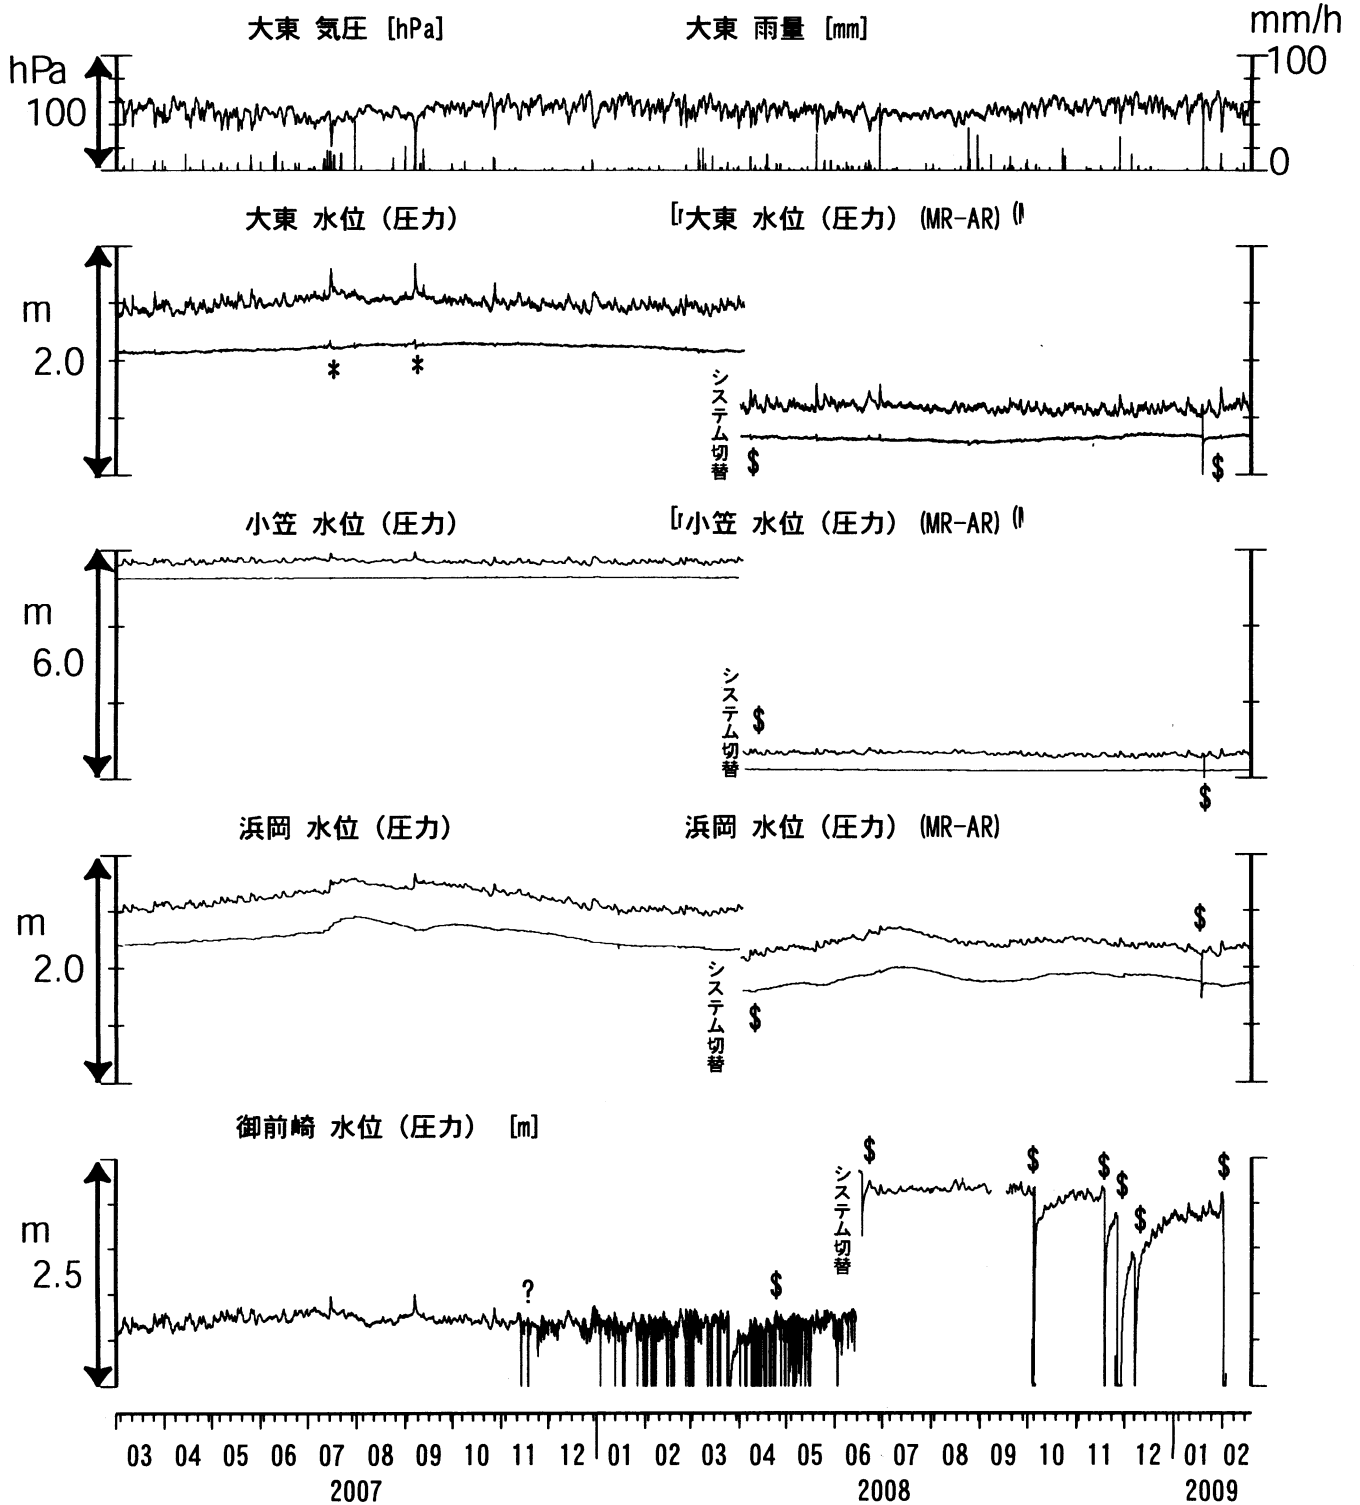 大東 気圧 [hPa] 大東 雨量 [mm] mm/h
hPa 100
100
0
大東 水位 (圧力) 大東 水位 (圧力) (MR-AR)
m
2.0
* *
システム切替
$ $
小笠 水位 (圧力) 小笠 水位 (圧力) (MR-AR)
m
6.0
システム切替
$
$
浜岡 水位 (圧力) 浜岡 水位 (圧力) (MR-AR)
m
2.0
$
システム切替
$
御前崎 水位 (圧力) [m]
$ $ $ $ $ $
システム切替
m
2.5
? $
03 04 05 06 07 08 09 10 11 12 01 02 03 04 05 06 07 08 09 10 11 12 01 02
2007 2008 2009